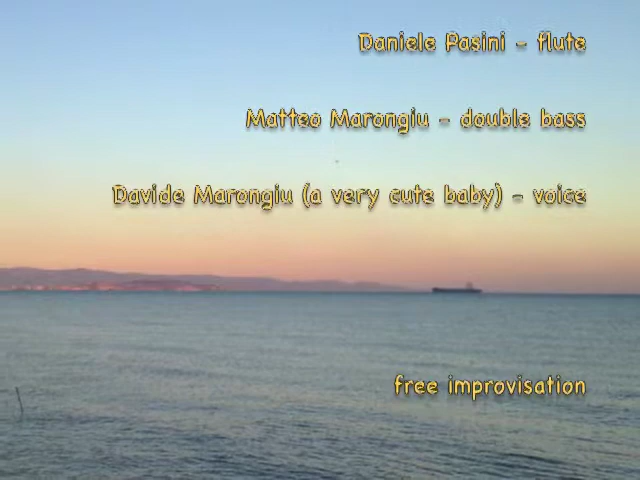 Daniele Pasini - flute
Matteo Marongiu - double bass
Davide Marongiu (a very cute baby) - voice
free improvisation